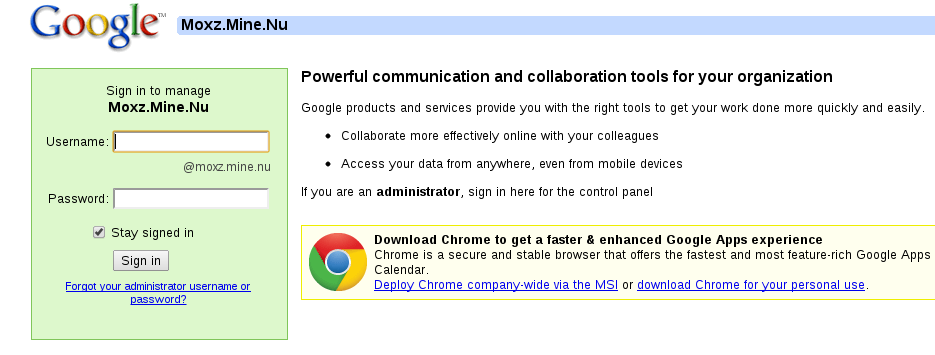 Google™
Moxz.Mine.Nu
Sign in to manage
Moxz.Mine.Nu
Username:
@moxz.mine.nu
Password:
Stay signed in
Sign in
Forgot your administrator username or
password?
Powerful communication and collaboration tools for your organization
Google products and services provide you with the right tools to get your work done more quickly and easily.
• Collaborate more effectively online with your colleagues
• Access your data from anywhere, even from mobile devices
If you are an administrator, sign in here for the control panel
Download Chrome to get a faster & enhanced Google Apps experience
Chrome is a secure and stable browser that offers the fastest and most feature-rich Google Apps
Calendar.
Deploy Chrome company-wide via the MSI or download Chrome for your personal use.